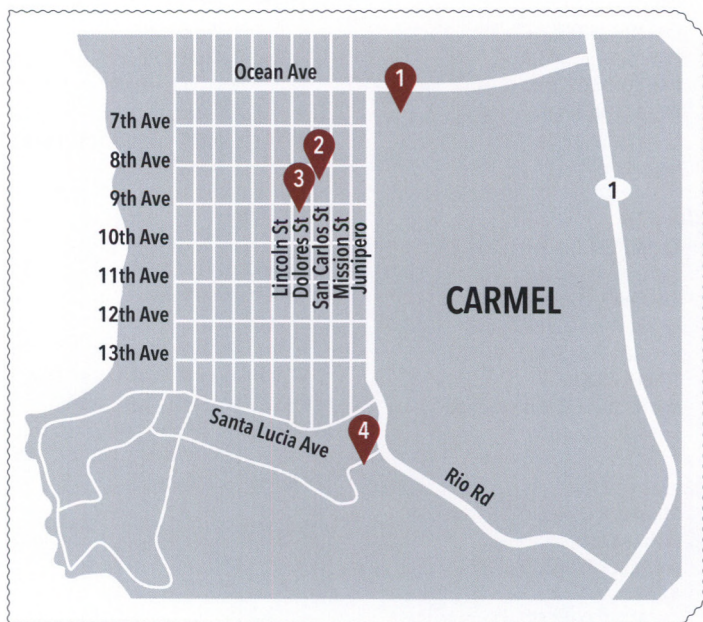 Ocean Ave
1
7th Ave
2
8th Ave
3
9th Ave
1
10th Ave
Lincoln St
Dolores St
San Carlos St
Mission St
Junipero
11th Ave
CARMEL
12th Ave
13th Ave
Santa Lucia Ave
4
Rio Rd